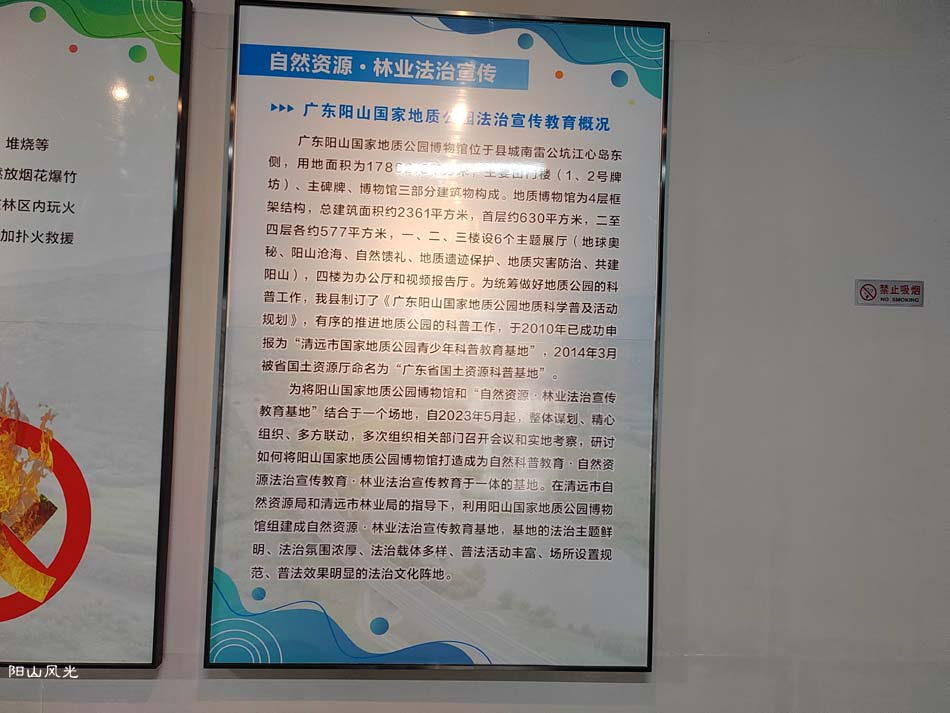 堆烧等
放烟花爆竹
林区内玩火
加扑火救援
自然资源·林业法治宣传
广东阳山国家地质公园法治宣传教育概况
广东阳山国家地质公园博物馆位于县城南雷公坑江心岛东
侧，用地面积为178 主要由门楼（1、2号牌
坊）、主碑牌、博物馆三部分建筑物构成。地质博物馆为4层框
架结构，总建筑面积约2361平方米，首层约630平方米，二至
四层各约577平方米，一、二、三楼设6个主题展厅（地球奥
秘、阳山沧海、自然馈礼、地质遗迹保护、地质灾害防治、共建
阳山），四楼为办公厅和视频报告厅。为统筹做好地质公园的科
普工作，我县制订了《广东阳山国家地质公园地质科学普及活动
规划》，有序的推进地质公园的科普工作，于2010年已成功申
报为“清远市国家地质公园青少年科普教育基地”，2014年3月
被省国土资源厅命名为“广东省国土资源科普基地”。
为将阳山国家地质公园博物馆和“自然资源·林业法治宣传
教育基地”结合于一个场地，自2023年5月起，整体谋划、精心
组织、多方联动，多次组织相关部门召开会议和实地考察，研讨
如何将阳山国家地质公园博物馆打造成为自然科普教育·自然资
源法治宣传教育·林业法治宣传教育于一体的基地。在清远市自
然资源局和清远市林业局的指导下，利用阳山国家地质公园博物
馆组建成自然资源·林业法治宣传教育基地，基地的法治主题鲜
明、法治氛围浓厚、法治载体多样、普法活动丰富、场所设置规
范、普法效果明显的法治文化阵地。
禁止吸烟
NO SMOKING
阳山风光